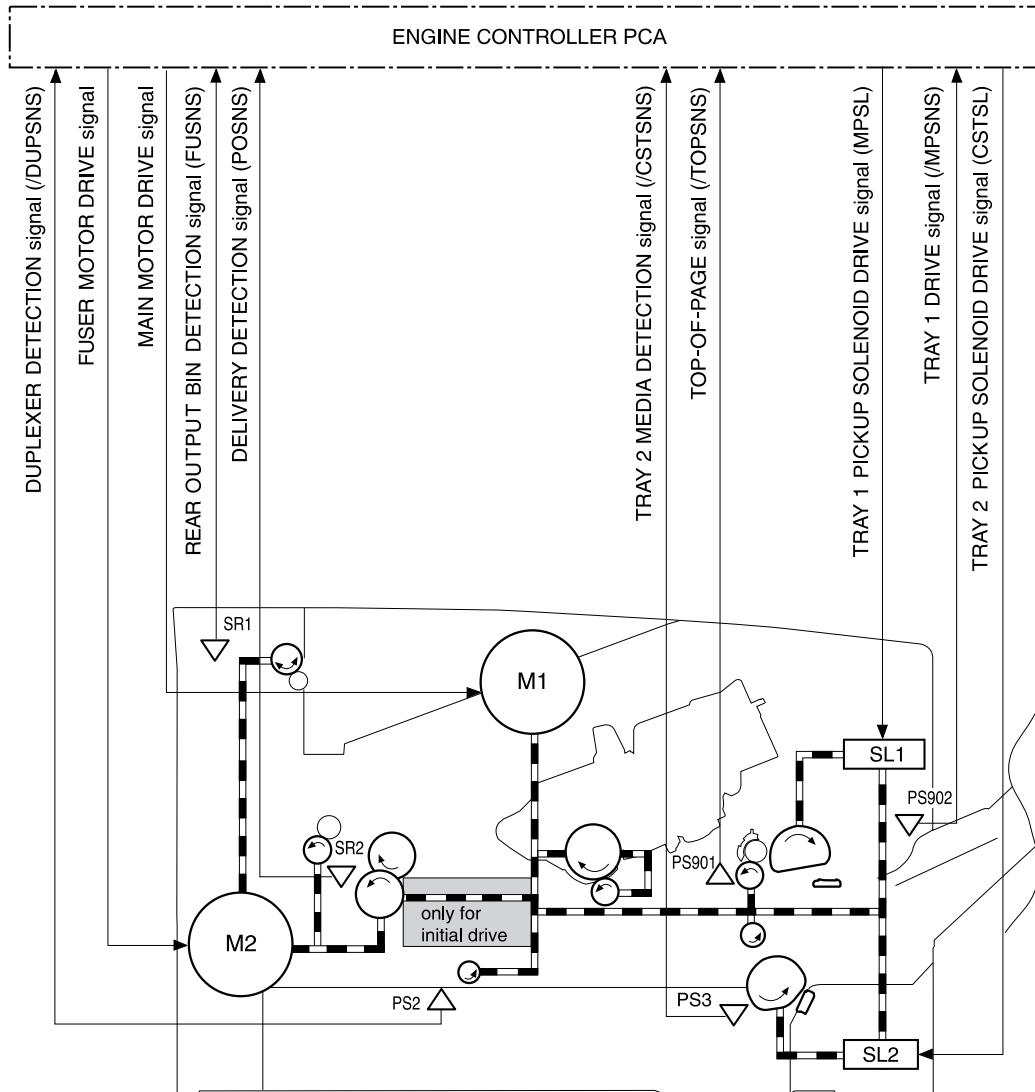 ENGINE CONTROLLER PCA
DUPLEXER DETECTION signal (/DUPSNS)
FUSER MOTOR DRIVE signal
MAIN MOTOR DRIVE signal
REAR OUTPUT BIN DETECTION signal (FUSNS)
DELIVERY DETECTION signal (POSNS)
TRAY 2 MEDIA DETECTION signal (/CSTSNS)
TOP-OF-PAGE signal (/TOPSNS)
TRAY 1 PICKUP SOLENOID DRIVE signal (MPSL)
TRAY 1 DRIVE signal (/MPSNS)
TRAY 2 PICKUP SOLENOID DRIVE signal (CSTSL)
SR1
M1
SL1
PS902
SR2
PS901
only for
initial drive
M2
PS2
PS3
SL2